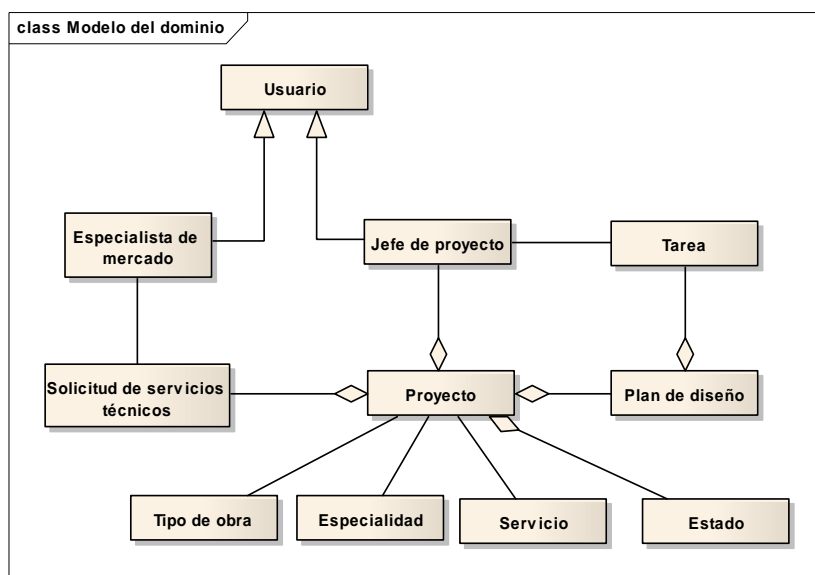 class Modelo del dominio
Usuario
Especialista de
mercado
Jefe de proyecto
Tarea
Solicitud de servicios
técnicos
Proyecto
Plan de diseño
Tipo de obra
Especialidad
Servicio
Estado